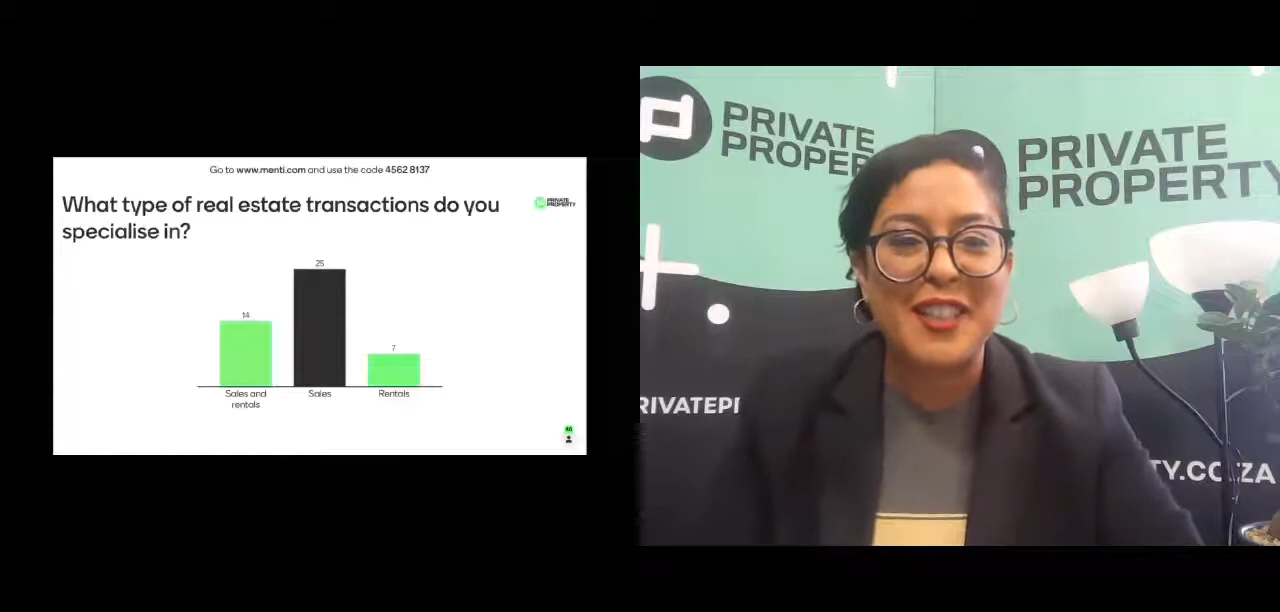 Go to www.menti.com and use the code 4562 8137
What type of real estate transactions do you
specialise in?
PRIVATE
PROPERTY
25
14
7
Sales and
rentals
Sales
Rentals
46
PRIVATE
PROPER
PRIVATE
PROPERTY
RIVATEP
TY.CO.ZA